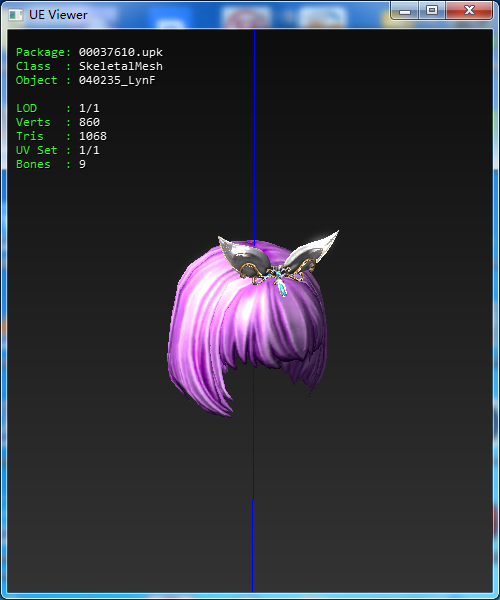 UE Viewer
Package: 00037610.upk
Class : SkeletalMesh
Object : 040235_LynF
LOD : 1/1
Verts : 860
Tris : 1068
UV Set : 1/1
Bones : 9